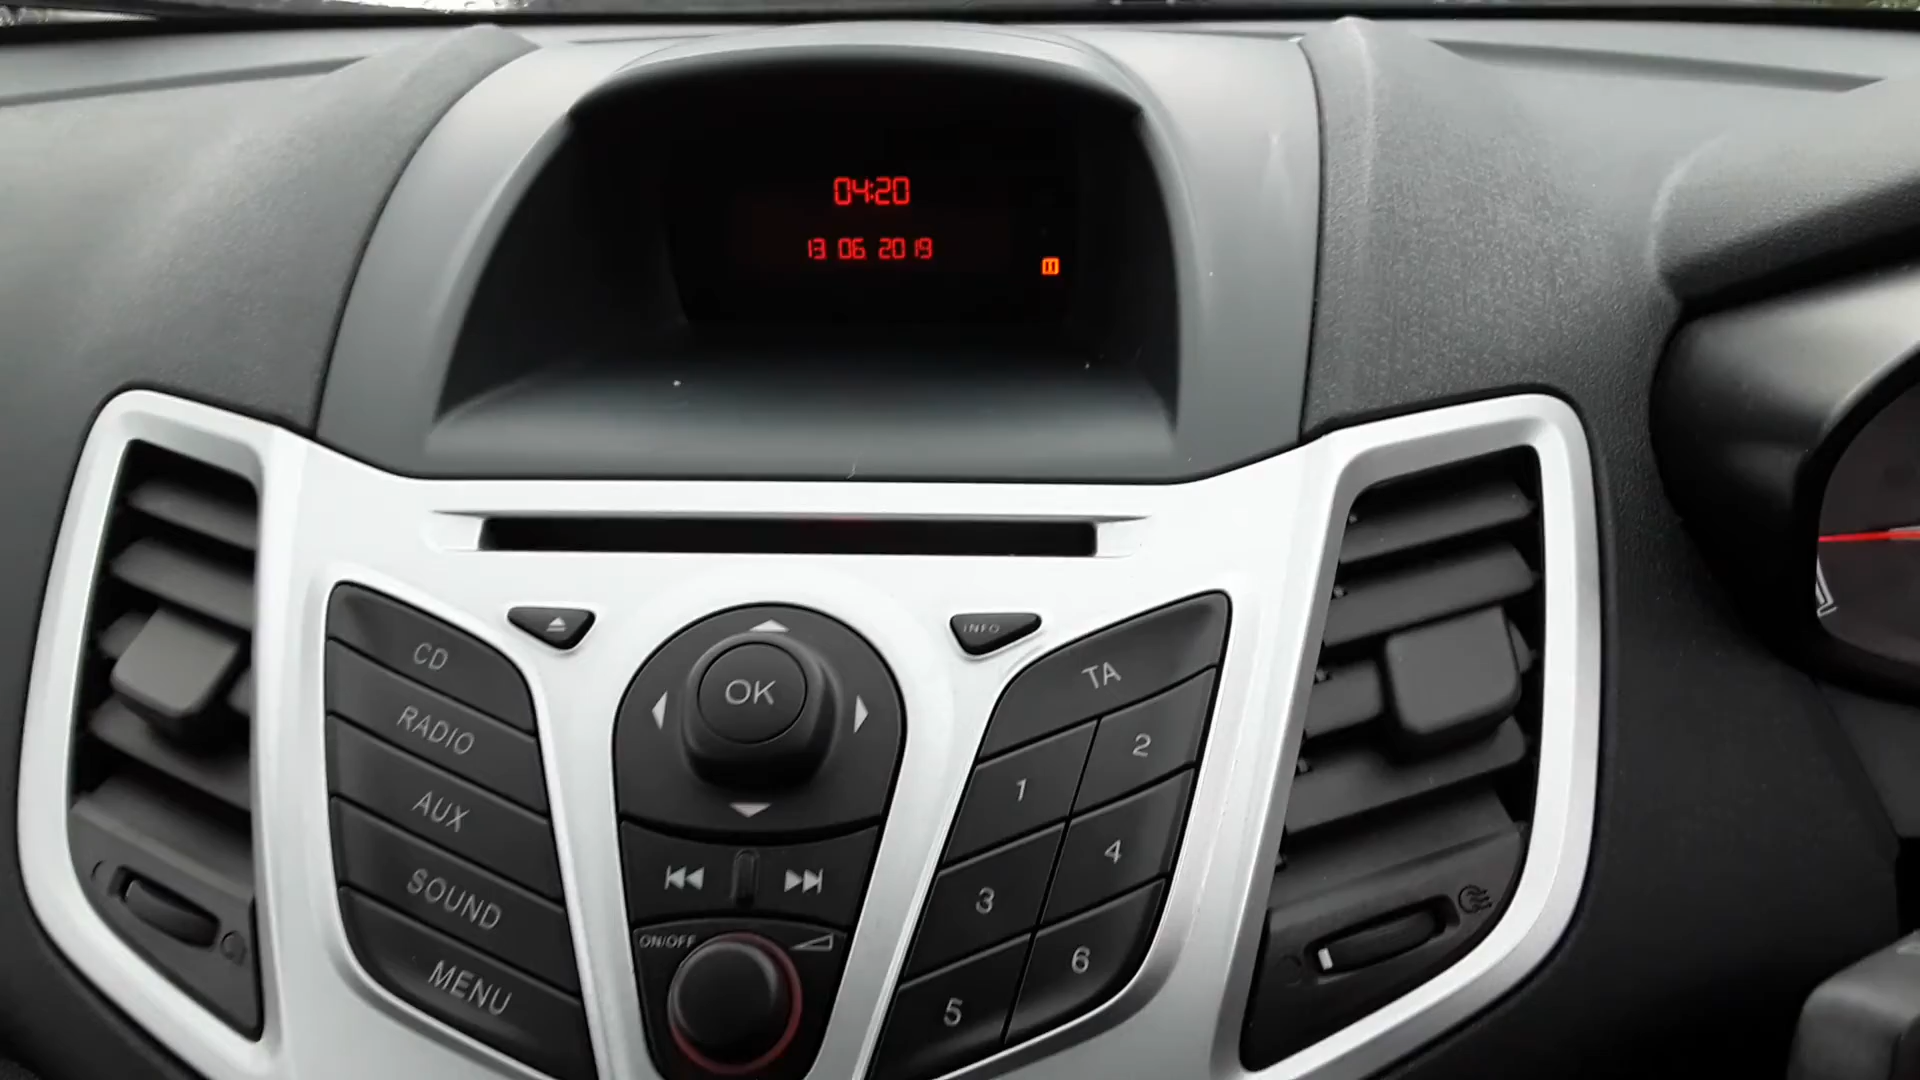 04:20
13 06 2019
INFO
CD
OK
TA
RADIO
1
2
AUX
3
4
SOUND
ON/OFF
5
6
MENU